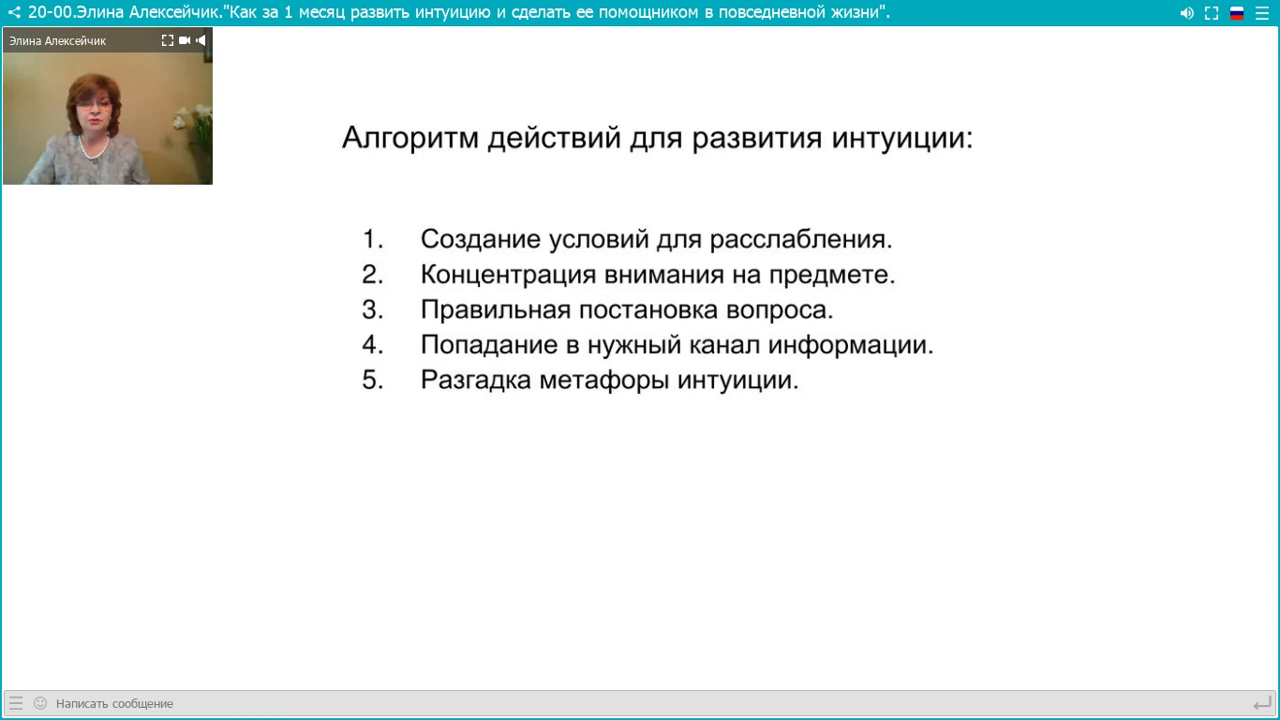 20-00.Элина Алексейчик."Как за 1 месяц развить интуицию и сделать ее помощником в повседневной жизни".
Элина Алексейчик
Алгоритм действий для развития интуиции:
1. Создание условий для расслабления.
2. Концентрация внимания на предмете.
3. Правильная постановка вопроса.
4. Попадание в нужный канал информации.
5. Разгадка метафоры интуиции.
Написать сообщение